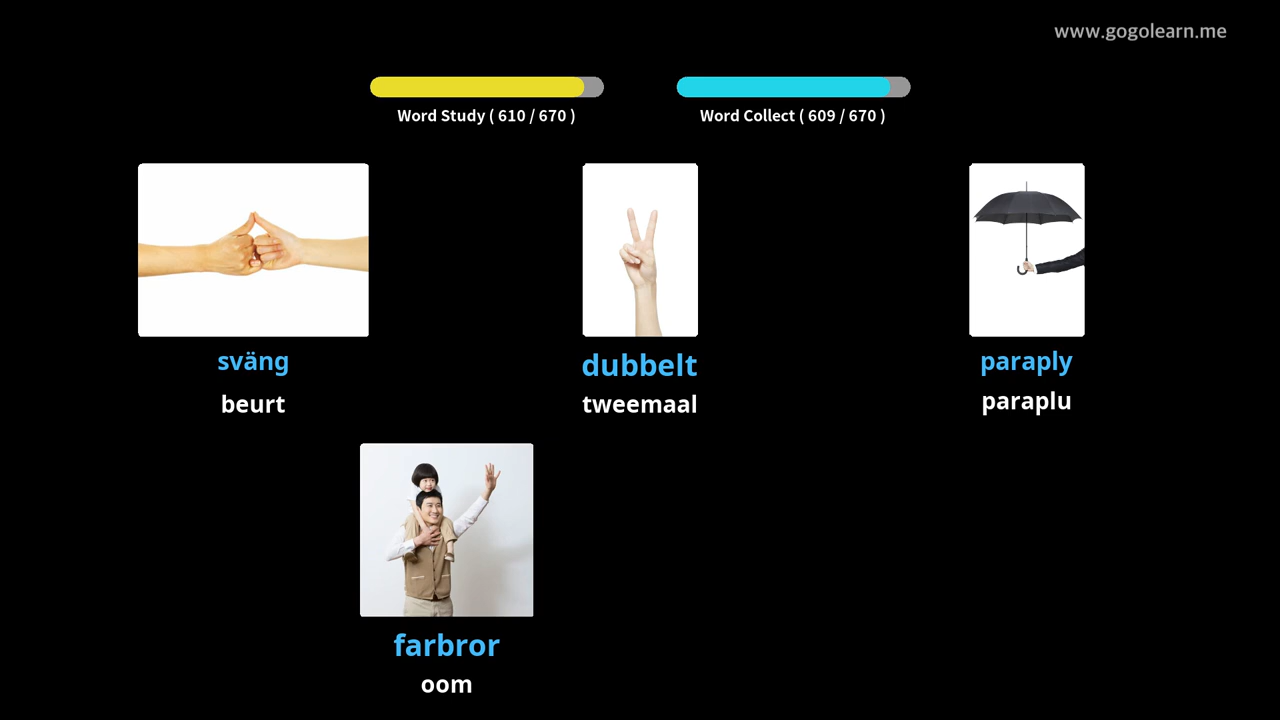 www.gogolearn.me
Word Study ( 610 / 670 )
Word Collect ( 609 / 670 )
sväng
beurt
dubbelt
tweemaal
paraply
paraplu
farbror
oom